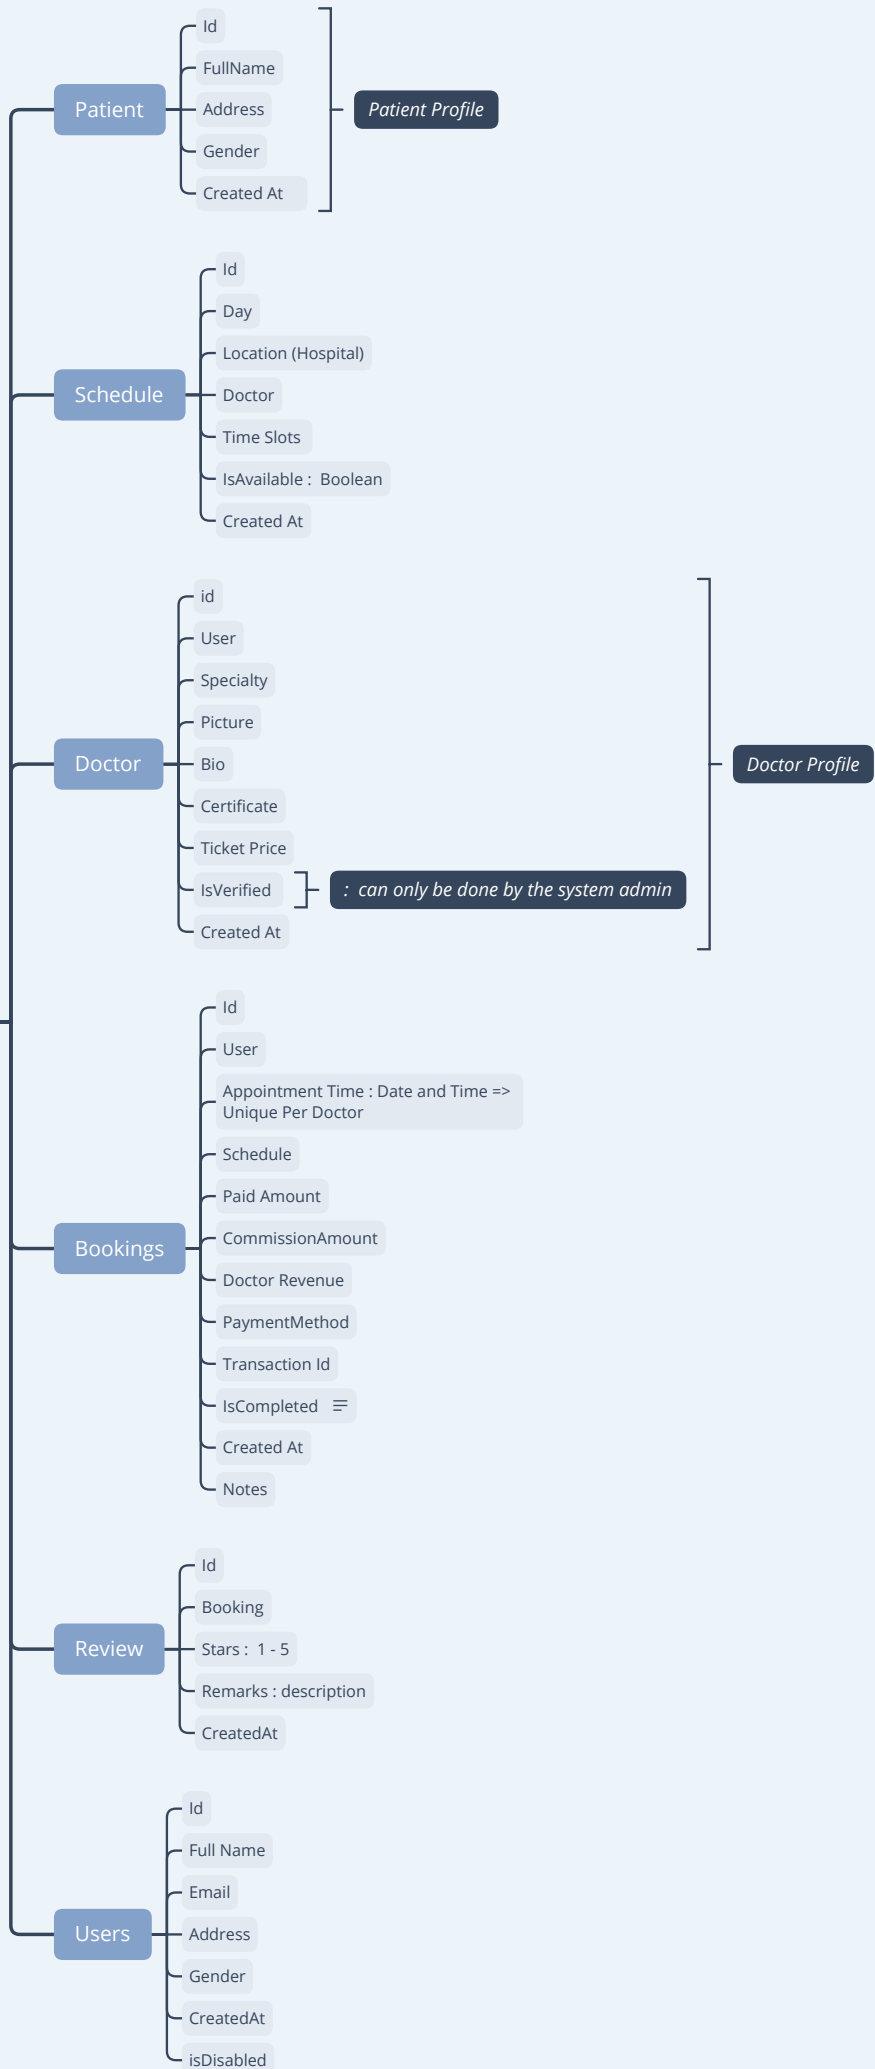 Patient
Id
FullName
Address
Gender
Created At
Patient Profile
Schedule
Id
Day
Location (Hospital)
Doctor
Time Slots
IsAvailable :  Boolean
Created At
Doctor
id
User
Specialty
Picture
Bio
Certificate
Ticket Price
IsVerified
:  can only be done by the system admin
Created At
Doctor Profile
Bookings
Id
User
Appointment Time : Date and Time =>
Unique Per Doctor
Schedule
Paid Amount
CommissionAmount
Doctor Revenue
PaymentMethod
Transaction Id
IsCompleted
Created At
Notes
Review
Id
Booking
Stars :  1 - 5
Remarks : description
CreatedAt
Users
Id
Full Name
Email
Address
Gender
CreatedAt
isDisabled